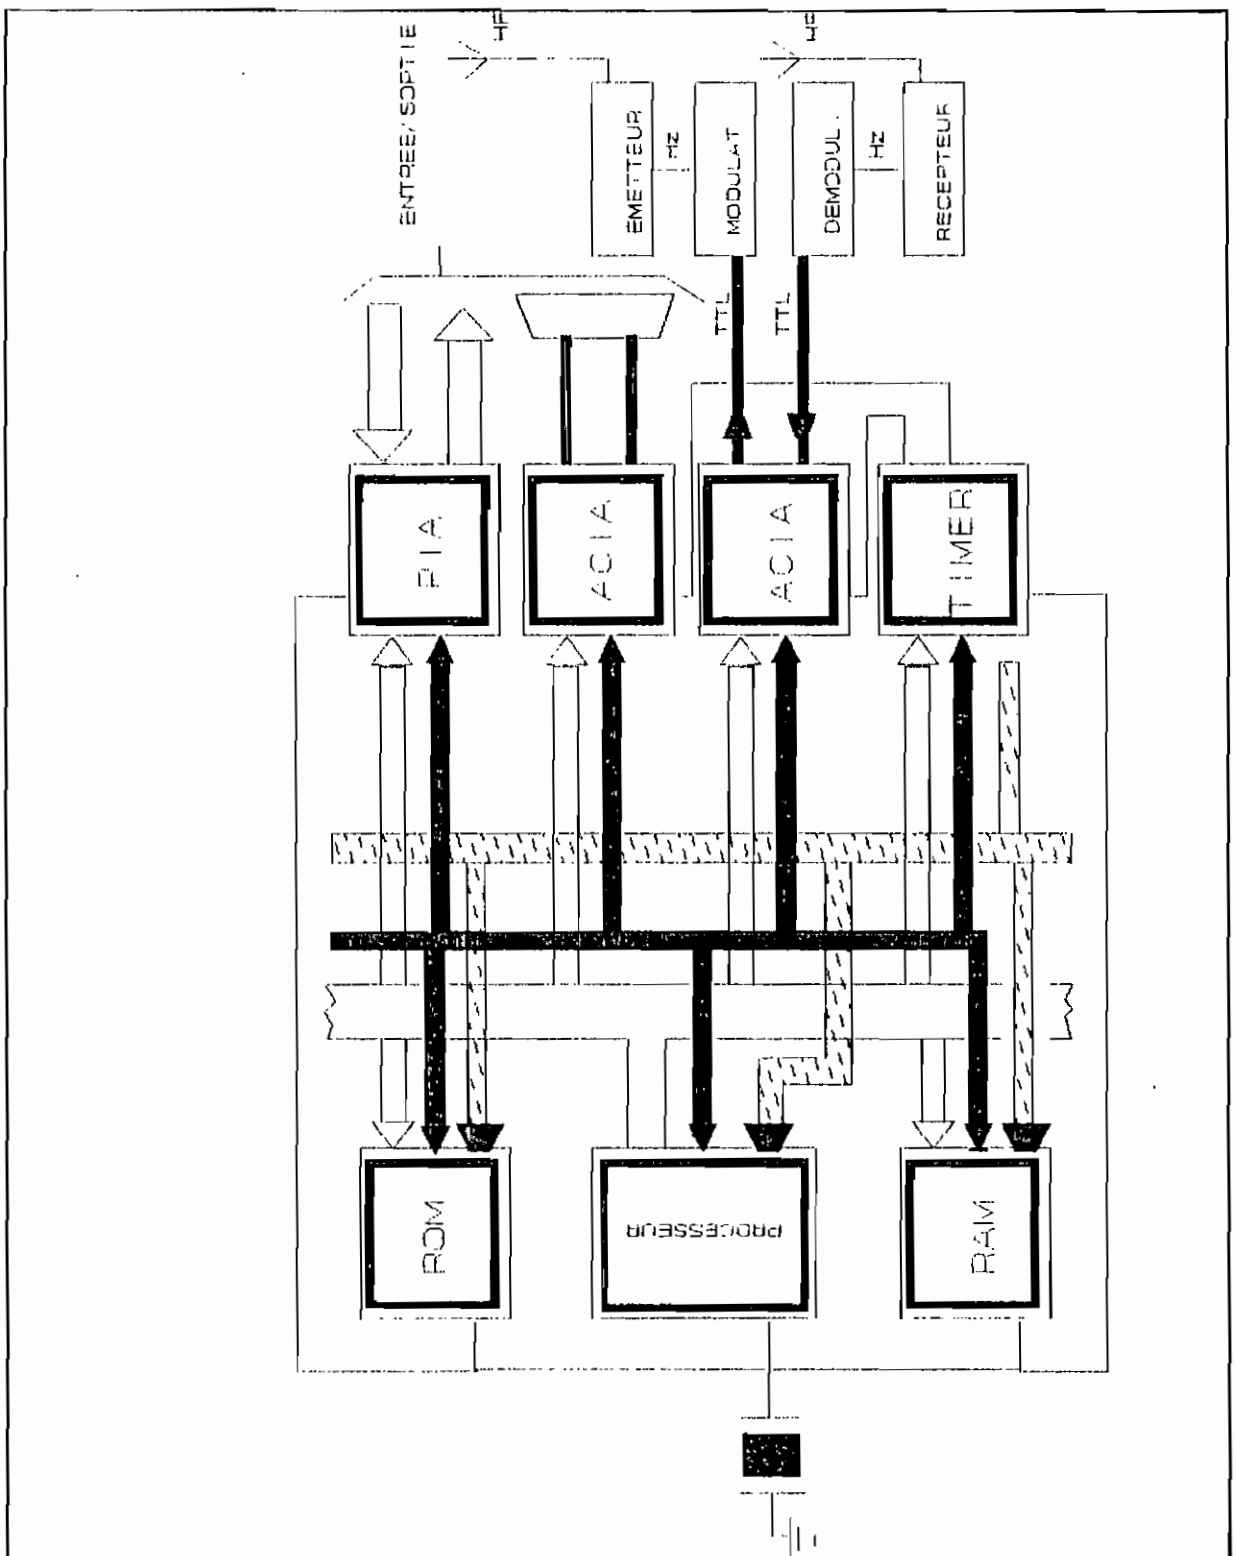 ENTREE/SORTIE
HF
HF
EMETTEUR
Hz
MODULAT
DEMODUL.
Hz
RECEPTEUR
TTL
TTL
PIA
ACIA
ACIA
TIMER
ROM
PROCESSEUR
RAM